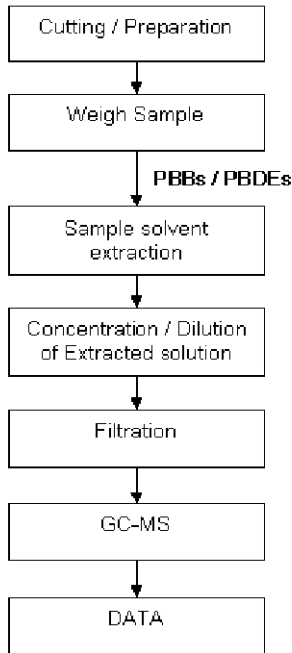 Cutting / Preparation
Weigh Sample
PBBs / PBDEs
Sample solvent
extraction
Concentration / Dilution
of Extracted solution
Filtration
GC-MS
DATA